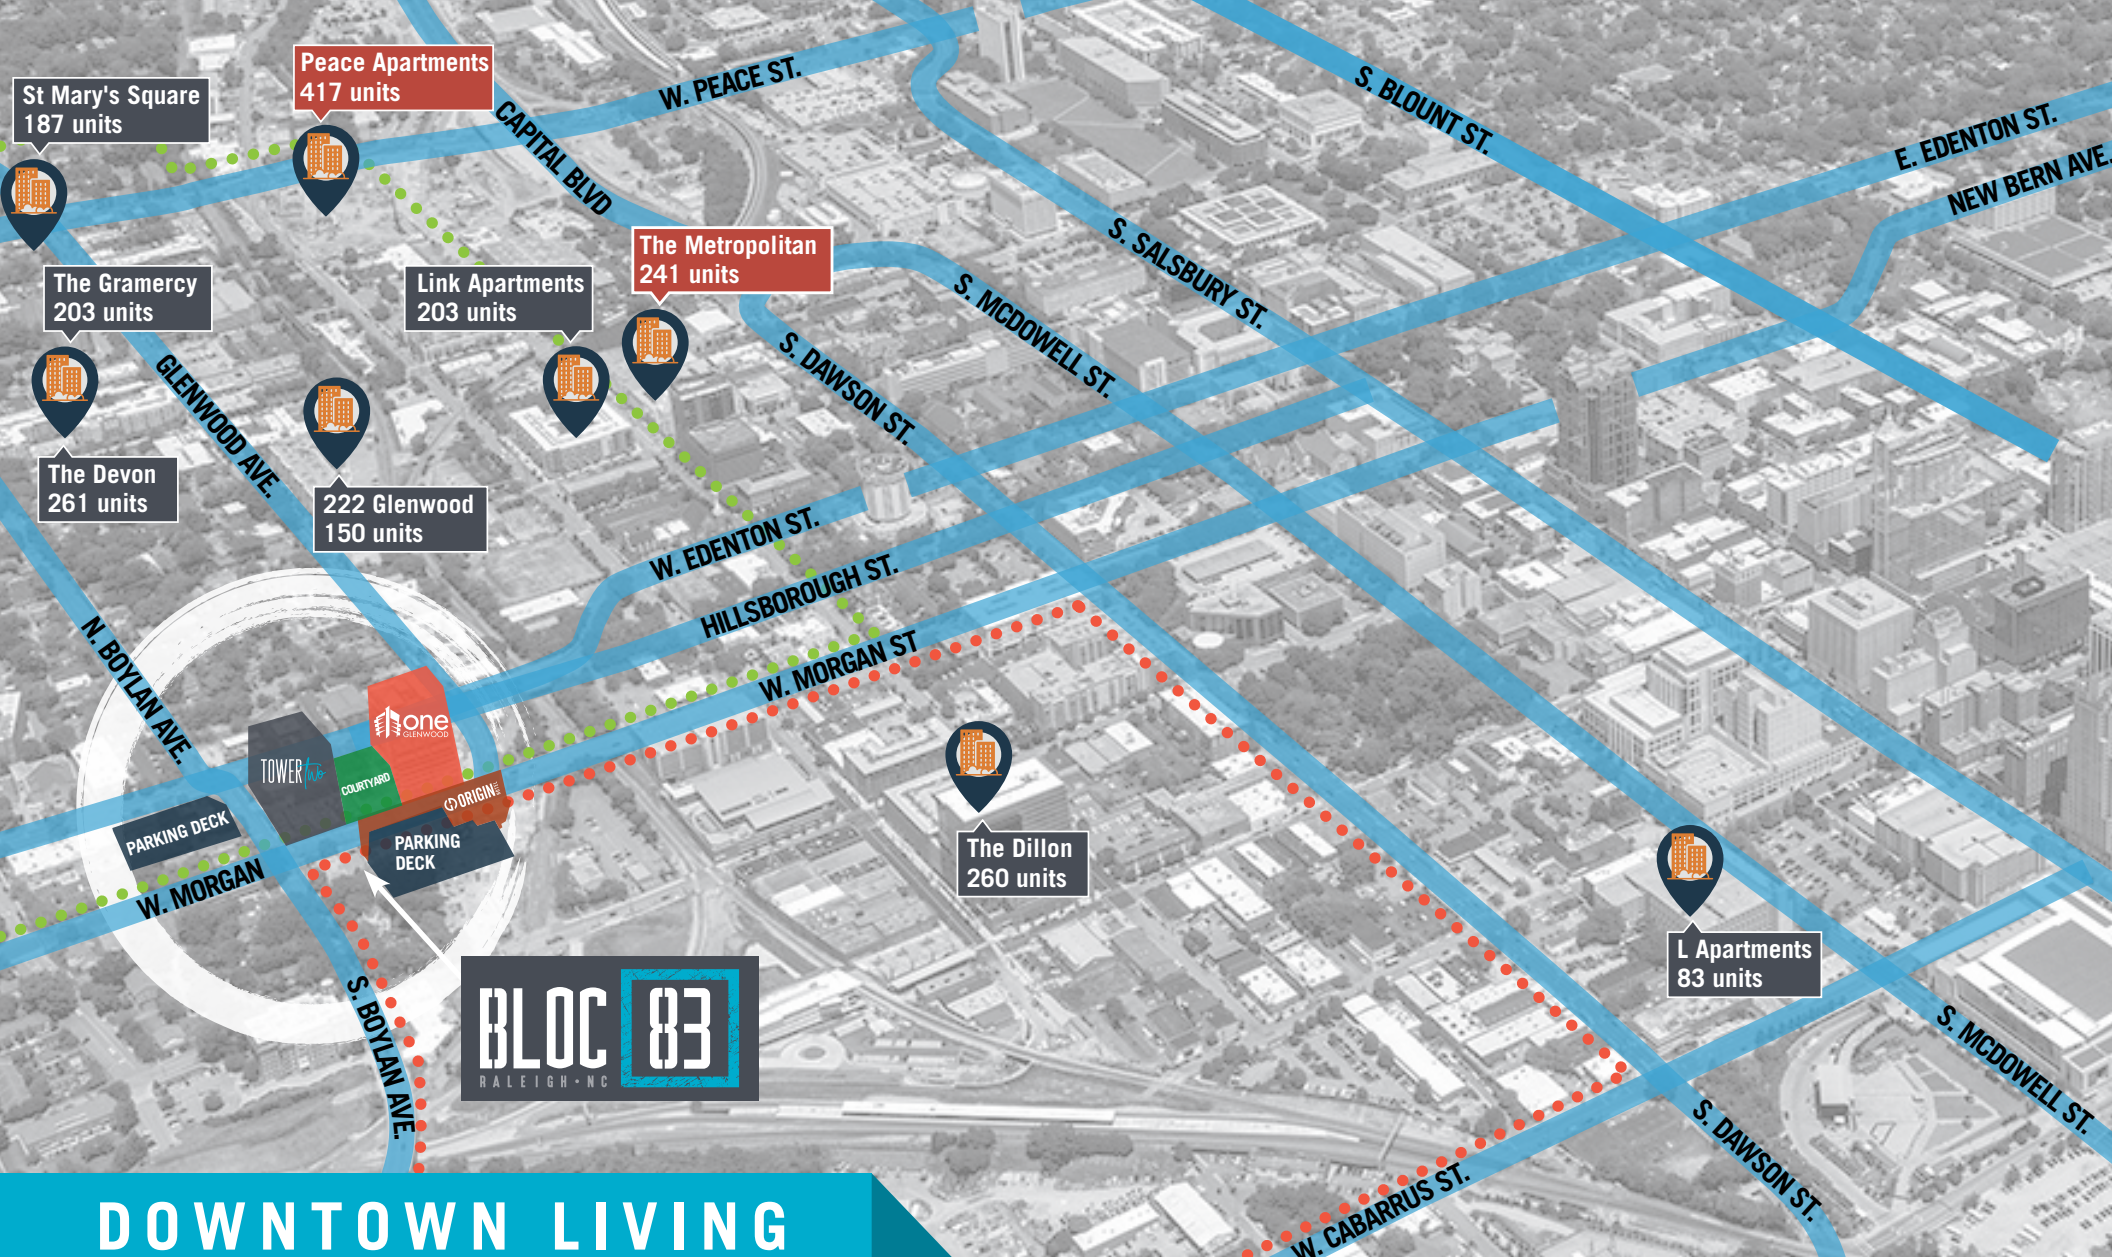 Peace Apartments
417 units
St Mary's Square
187 units
W. PEACE ST.
CAPITAL BLVD
S. BLOUNT ST.
E. EDENTON ST.
NEW BERN AVE.
The Metropolitan
241 units
S. SALSBURY ST.
The Gramercy
203 units
Link Apartments
203 units
S. MCDOWELL ST.
S. DAWSON ST.
GLENWOOD AVE.
The Devon
261 units
222 Glenwood
150 units
W. EDENTON ST.
HILLSBOROUGH ST.
W. MORGAN ST
N. BOYLAN AVE.
one
GLENWOOD
TOWER two
COURTYARD
ORIGIN
PARKING DECK
PARKING
DECK
W. MORGAN
The Dillon
260 units
L Apartments
83 units
S. BOYLAN AVE.
BLOC 83
RALEIGH • NC
S. MCDOWELL ST.
S. DAWSON ST.
W. CABARRUS ST.
DOWNTOWN LIVING